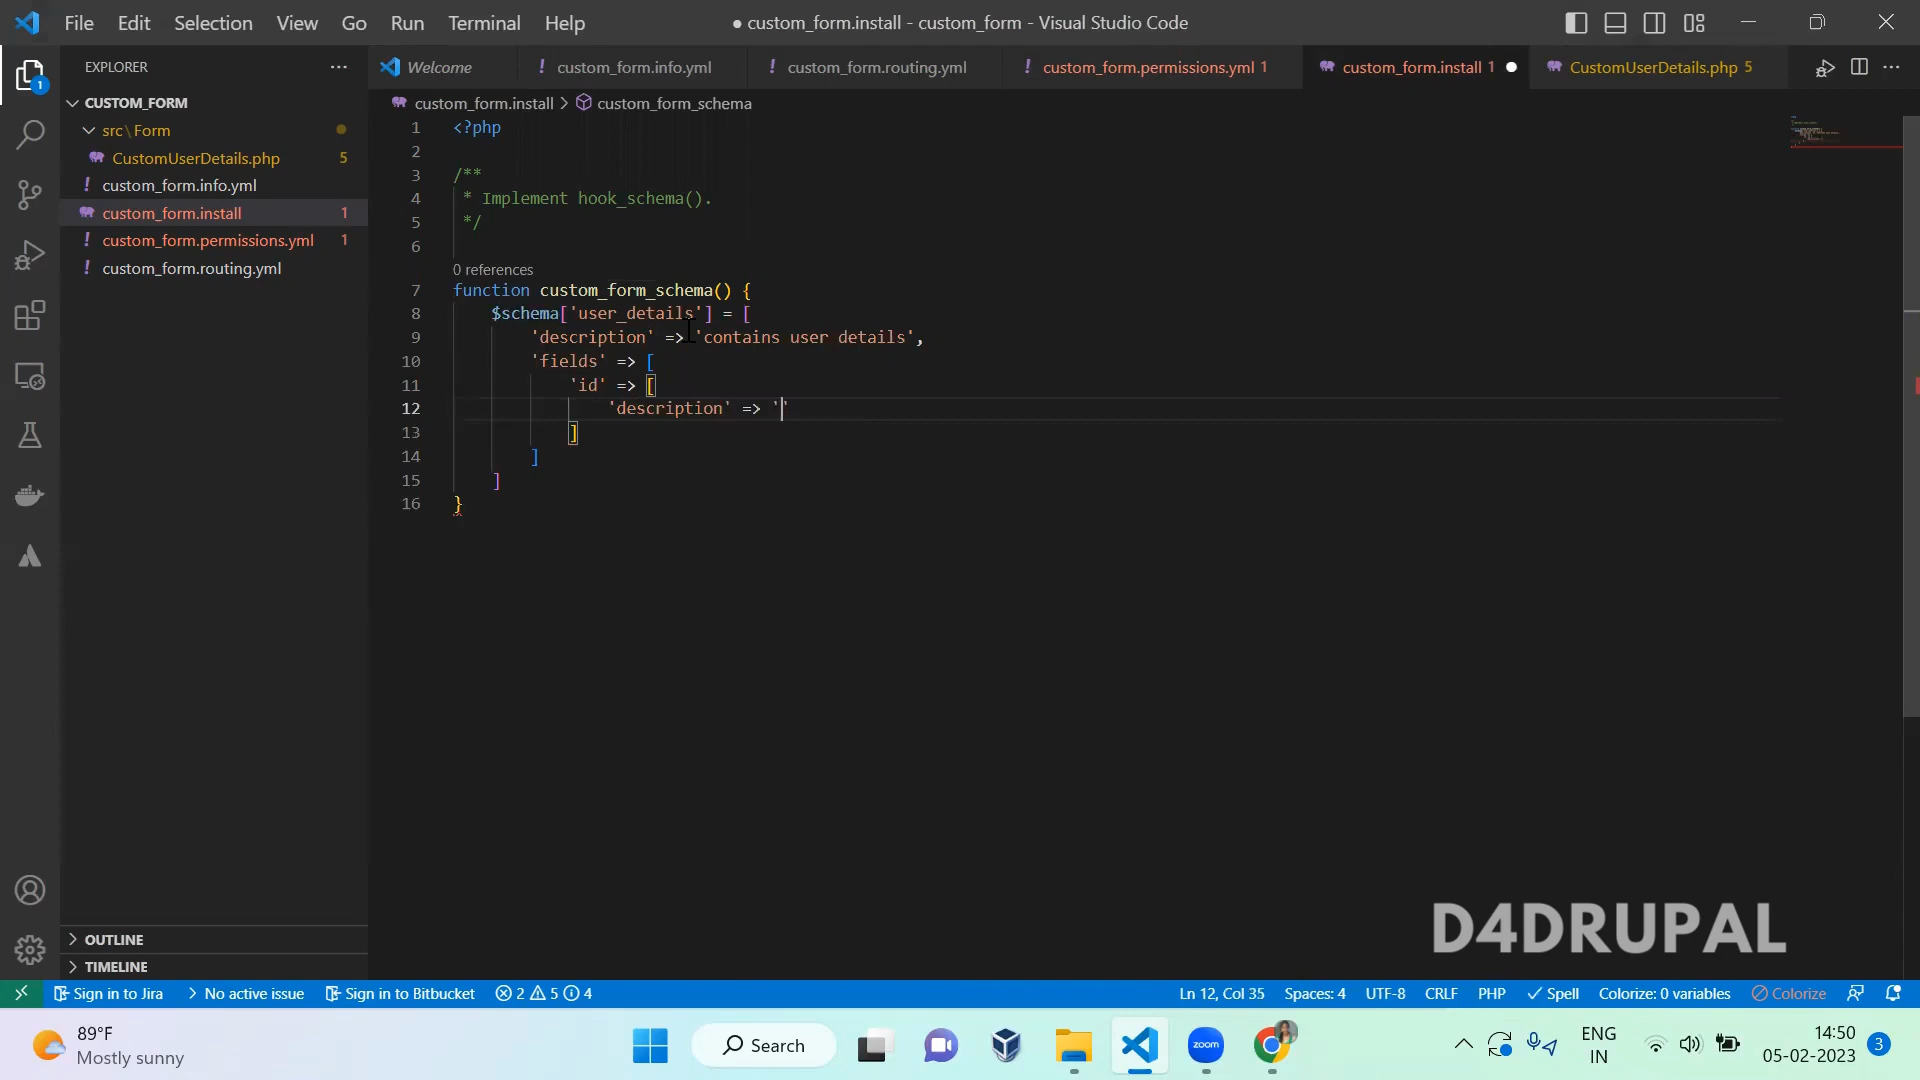 File Edit Selection View Go Run Terminal Help
● custom_form.install - custom_form - Visual Studio Code
EXPLORER ···
Welcome
! custom_form.info.yml
! custom_form.routing.yml
! custom_form.permissions.yml 1
custom_form.install 1 ●
CustomUserDetails.php 5
CUSTOM_FORM
src\Form
CustomUserDetails.php 5
! custom_form.info.yml
custom_form.install 1
! custom_form.permissions.yml 1
! custom_form.routing.yml
1
custom_form.install > custom_form_schema
1 <?php
2
3 /**
4 * Implement hook_schema().
5 */
6
0 references
7 function custom_form_schema() {
8 $schema['user_details'] = [
9 'description' => 'contains user details',
10 'fields' => [
11 'id' => [
12 'description' => ''
13 ]
14 ]
15 ]
16 }
D4DRUPAL
OUTLINE
TIMELINE
Sign in to Jira > No active issue Sign in to Bitbucket 2 5 4
Ln 12, Col 35 Spaces: 4 UTF-8 CRLF PHP Spell Colorize: 0 variables Colorize
89°F
Mostly sunny
Search
zoom
ENG
IN
14:50
05-02-2023
3